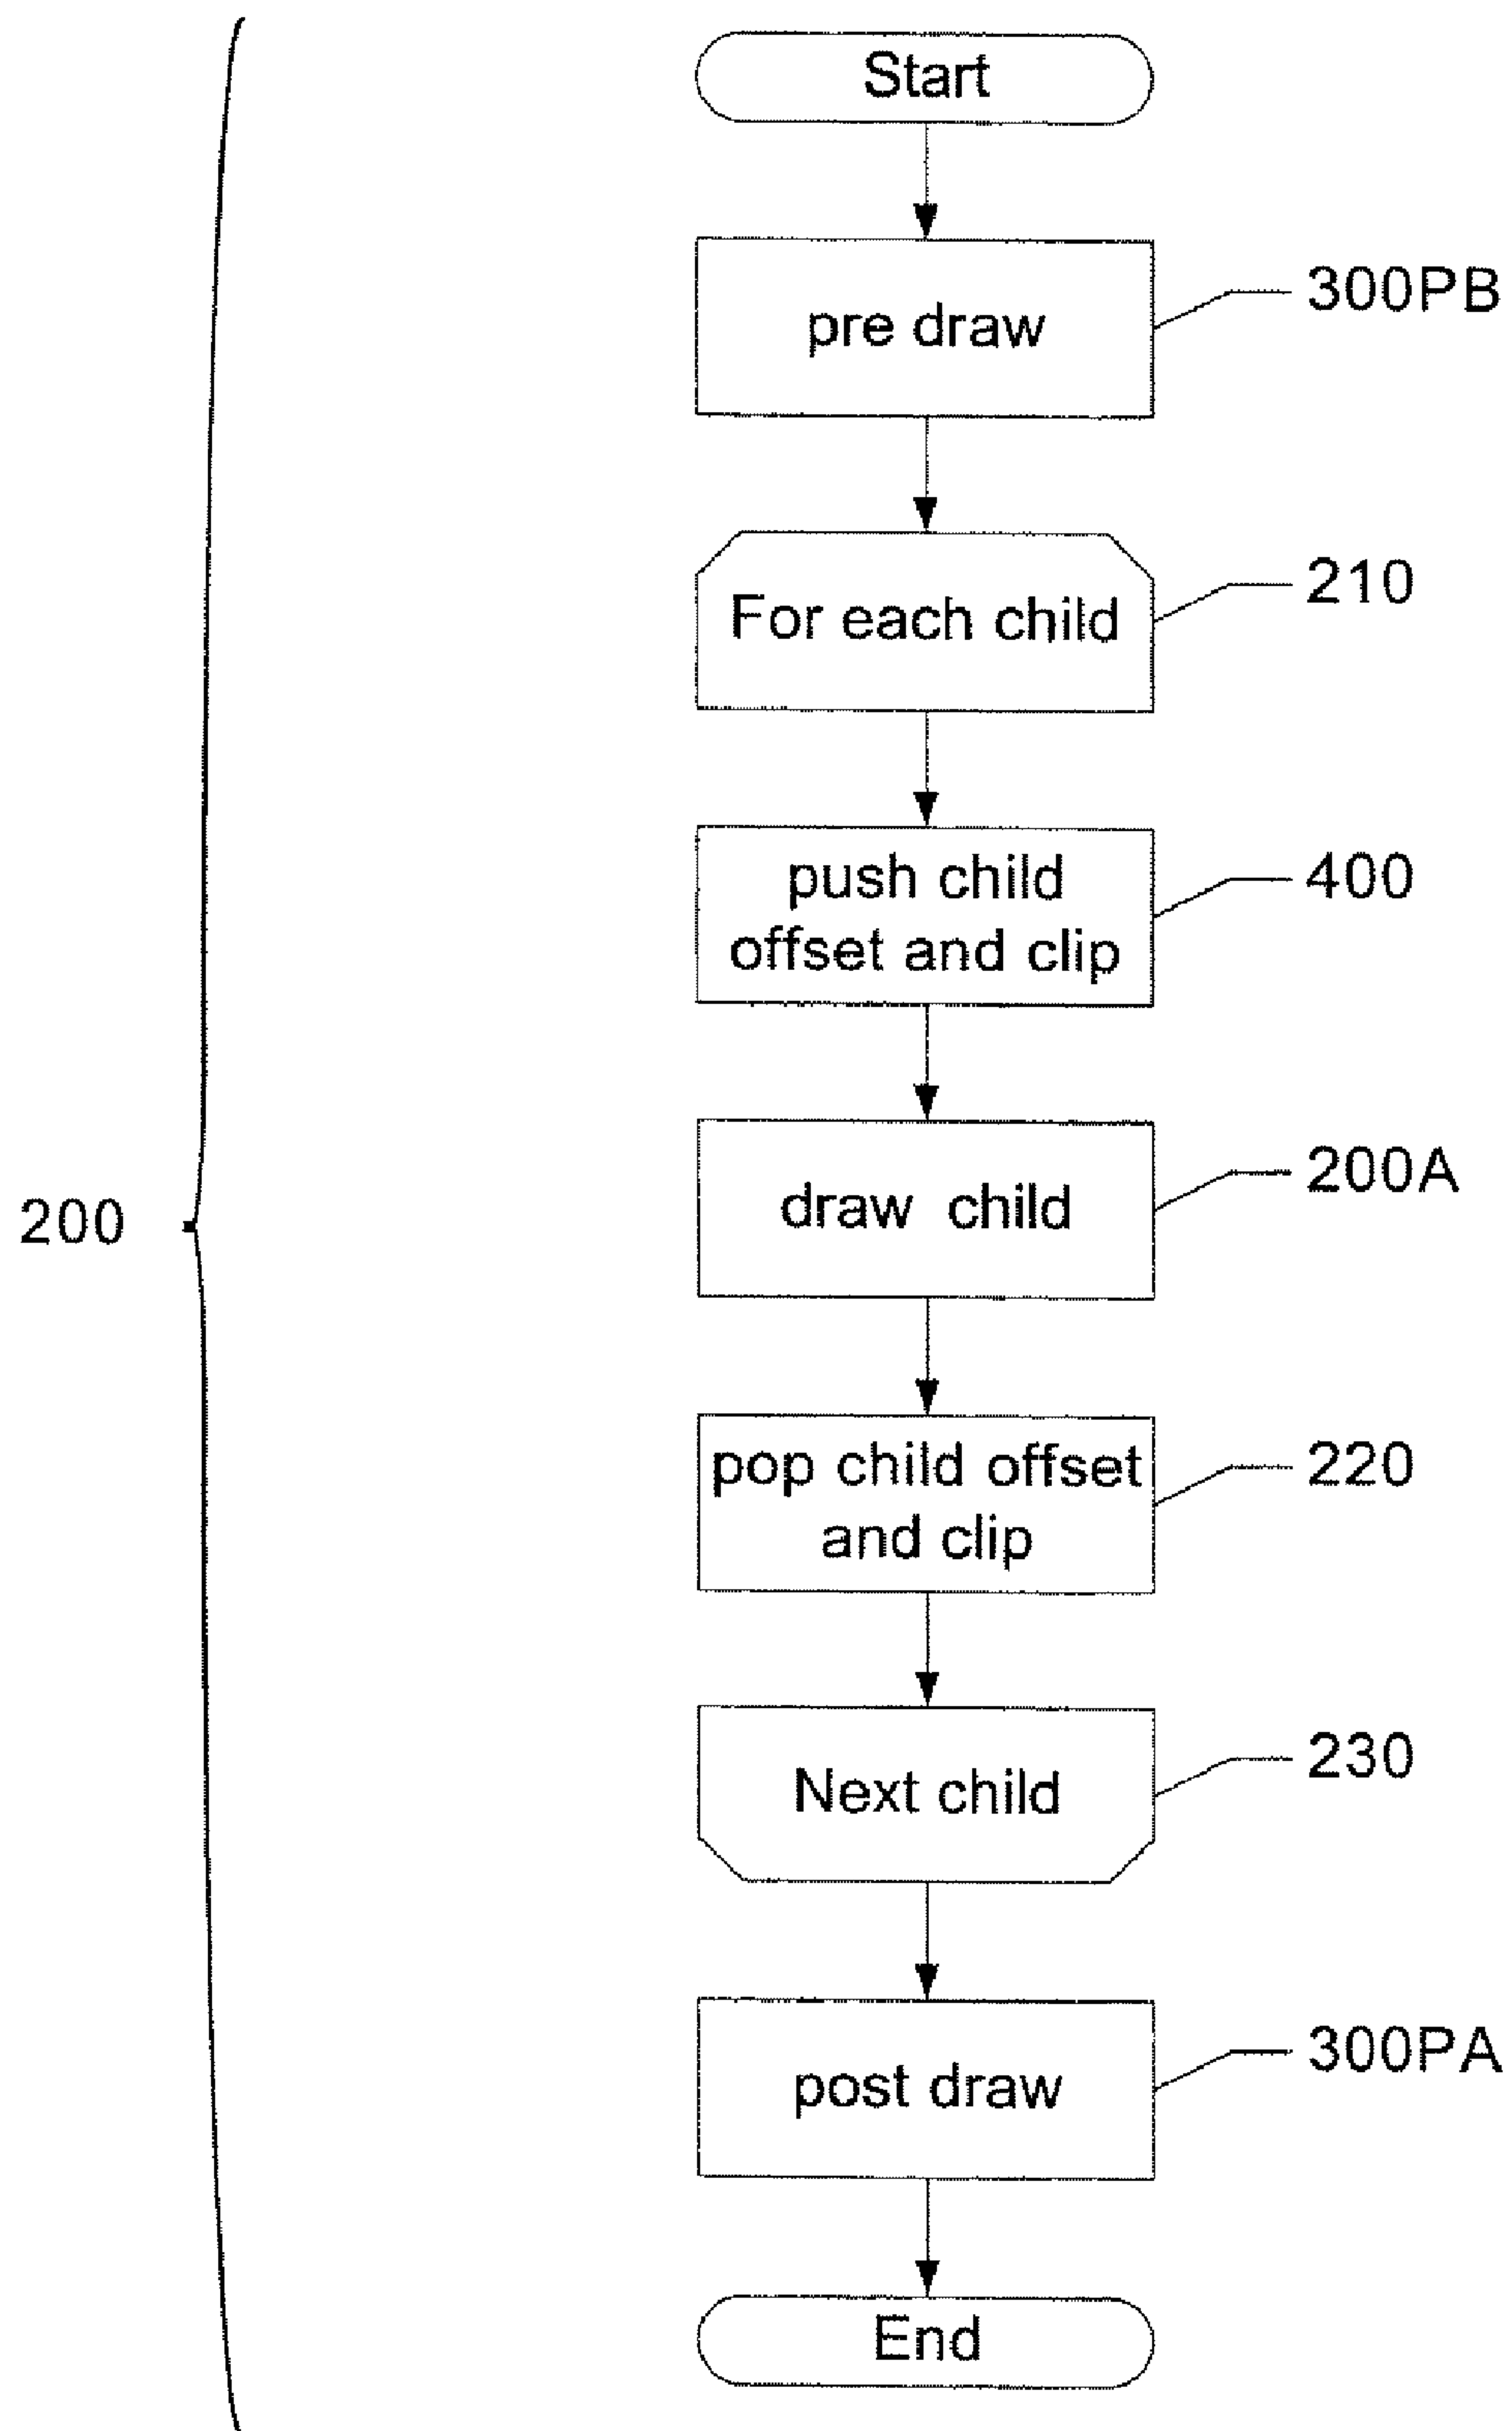 Start
pre draw
300PB
For each child
210
push child
offset and clip
400
draw child
200A
200
pop child offset
and clip
220
Next child
230
post draw
300PA
End